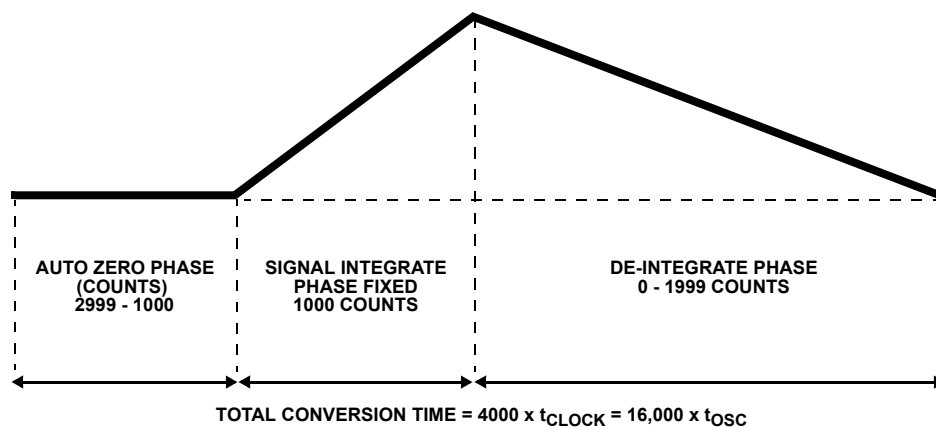 AUTO ZERO PHASE
(COUNTS)
2999 - 1000
SIGNAL INTEGRATE
PHASE FIXED
1000 COUNTS
DE-INTEGRATE PHASE
0 - 1999 COUNTS
TOTAL CONVERSION TIME = 4000 x tCLOCK = 16,000 x tOSC